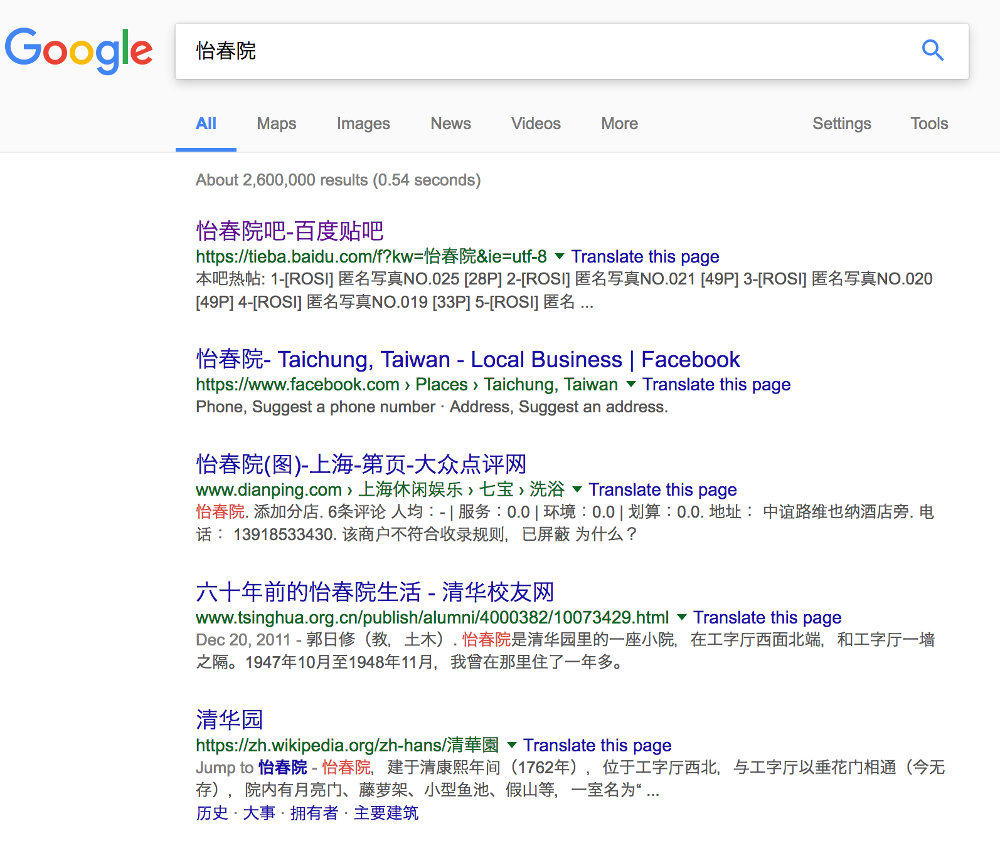 Google
怡春院
All Maps Images News Videos More Settings Tools
About 2,600,000 results (0.54 seconds)
怡春院吧-百度贴吧
https://tieba.baidu.com/f?kw=怡春院&ie=utf-8 Translate this page
本吧热帖: 1-[ROSI] 匿名写真NO.025 [28P] 2-[ROSI] 匿名写真NO.021 [49P] 3-[ROSI] 匿名写真NO.020
[49P] 4-[ROSI] 匿名写真NO.019 [33P] 5-[ROSI] 匿名 ...
怡春院- Taichung, Taiwan - Local Business | Facebook
https://www.facebook.com › Places › Taichung, Taiwan Translate this page
Phone, Suggest a phone number · Address, Suggest an address.
怡春院(图)-上海-第页-大众点评网
www.dianping.com › 上海休闲娱乐 › 七宝 › 洗浴 Translate this page
怡春院. 添加分店. 6条评论 人均：- | 服务：0.0 | 环境：0.0 | 划算：0.0. 地址： 中谊路维也纳酒店旁. 电
话： 13918533430. 该商户不符合收录规则，已屏蔽 为什么？
六十年前的怡春院生活 - 清华校友网
www.tsinghua.org.cn/publish/alumni/4000382/10073429.html Translate this page
Dec 20, 2011 - 郭日修（教，土木）. 怡春院是清华园里的一座小院，在工字厅西面北端，和工字厅一墙
之隔。1947年10月至1948年11月，我曾在那里住了一年多。
清华园
https://zh.wikipedia.org/zh-hans/清華園 Translate this page
Jump to 怡春院 - 怡春院，建于清康熙年间（1762年），位于工字厅西北，与工字厅以垂花门相通（今无
存），院内有月亮门、藤萝架、小型鱼池、假山等，一室名为“ ...
历史 · 大事 · 拥有者 · 主要建筑